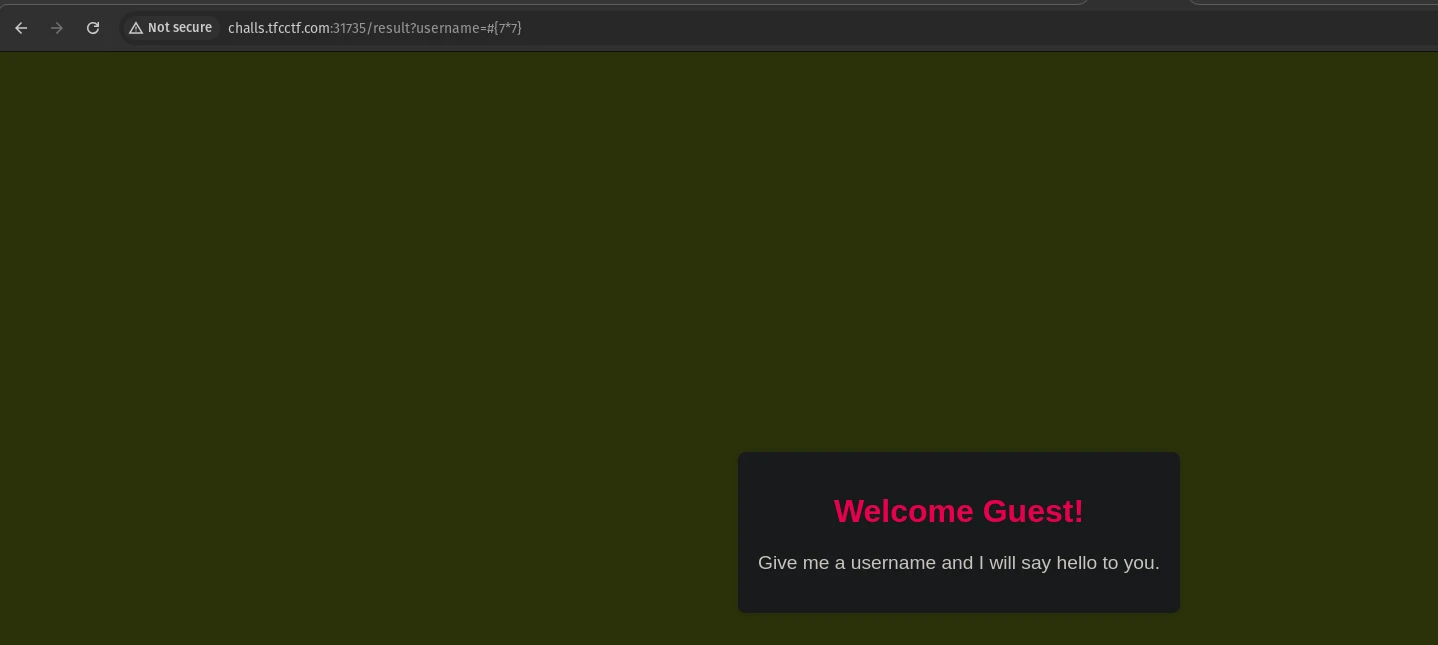 Not secure challs.tfcctf.com:31735/result?username=#{7*7}
Welcome Guest!
Give me a username and I will say hello to you.